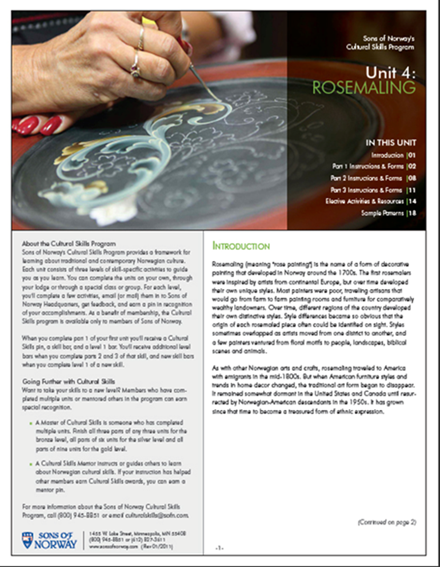 Sons of Norway's
Cultural Skills Program
Unit 4:
ROSEMALING
IN THIS UNIT
Introduction |01
Part 1 Instructions & Forms |02
Part 2 Instructions & Forms |08
Part 3 Instructions & Forms |11
Elective Activities & Resources |14
Sample Patterns |18
About the Cultural Skills Program
Sons of Norway's Cultural Skills Program provides a framework for
learning about traditional and contemporary Norwegian culture.
Each unit consists of three levels of skill-specific activities to guide
you as you learn. You can complete the units on your own, through
your lodge or through a special class or group. For each level,
you'll complete a few activities, email (or mail) them in to Sons of
Norway Headquarters, get feedback, and earn a pin in recognition
of your accomplishments. As a benefit of membership, the Cultural
Skills program is available only to members of Sons of Norway.
When you complete part 1 of your first unit you'll receive a Cultural
Skills pin, a skill bar, and a level 1 bar. You'll receive additional level
bars when you complete parts 2 and 3 of that skill, and new skill bars
when you complete level 1 of a new skill.
Going Further with Cultural Skills
Want to take your skills to a new level? Members who have com-
pleted multiple units or mentored others in the program can earn
special recognition.
A Master of Cultural Skills is someone who has completed
multiple units. Finish all three parts of any three units for the
bronze level, all parts of six units for the silver level and all
parts of nine units for the gold level.
A Cultural Skills Mentor instructs or guides others to learn
about Norwegian cultural skills. If your instruction has helped
other members earn Cultural Skills awards, you can earn a
mentor pin.
For more information about the Sons of Norway Cultural Skills
Program, call (800) 945-8851 or email culturalskills@sofn.com.
SONS OF
NORWAY
1455 W. Lake Street, Minneapolis, MN 55408
(800) 945-8851 or (612) 827-3611
www.sonsofnorway.com (Rev.01/2011)
INTRODUCTION
Rosemaling (meaning "rose painting") is the name of a form of decorative
painting that developed in Norway around the 1700s. The first rosemalers
were inspired by artists from continental Europe, but over time developed
their own unique styles. Most painters were poor, traveling artisans that
would go from farm to farm painting rooms and furniture for comparatively
wealthy landowners. Over time, different regions of the country developed
their own distinctive styles. Style differences became so obvious that the
origin of each rosemaled piece often could be identified on sight. Styles
sometimes overlapped as artists moved from one district to another, and
a few painters ventured from floral motifs to people, landscapes, biblical
scenes and animals.
As with other Norwegian arts and crafts, rosemaling traveled to America
with emigrants in the mid-1800s. But when American furniture styles and
trends in home decor changed, the traditional art form began to disappear.
It remained somewhat dormant in the United States and Canada until resur-
rected by Norwegian-American descendants in the 1950s. It has grown
since that time to become a treasured form of ethnic expression.
(Continued on page 2)
-1-